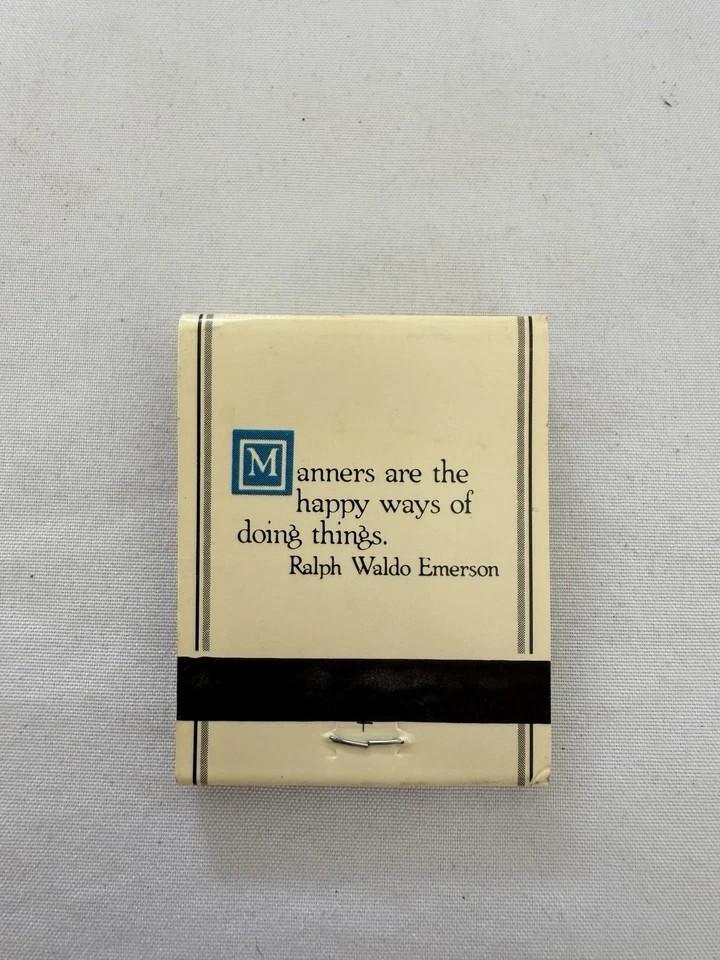 Manners are the
happy ways of
doing things.
Ralph Waldo Emerson